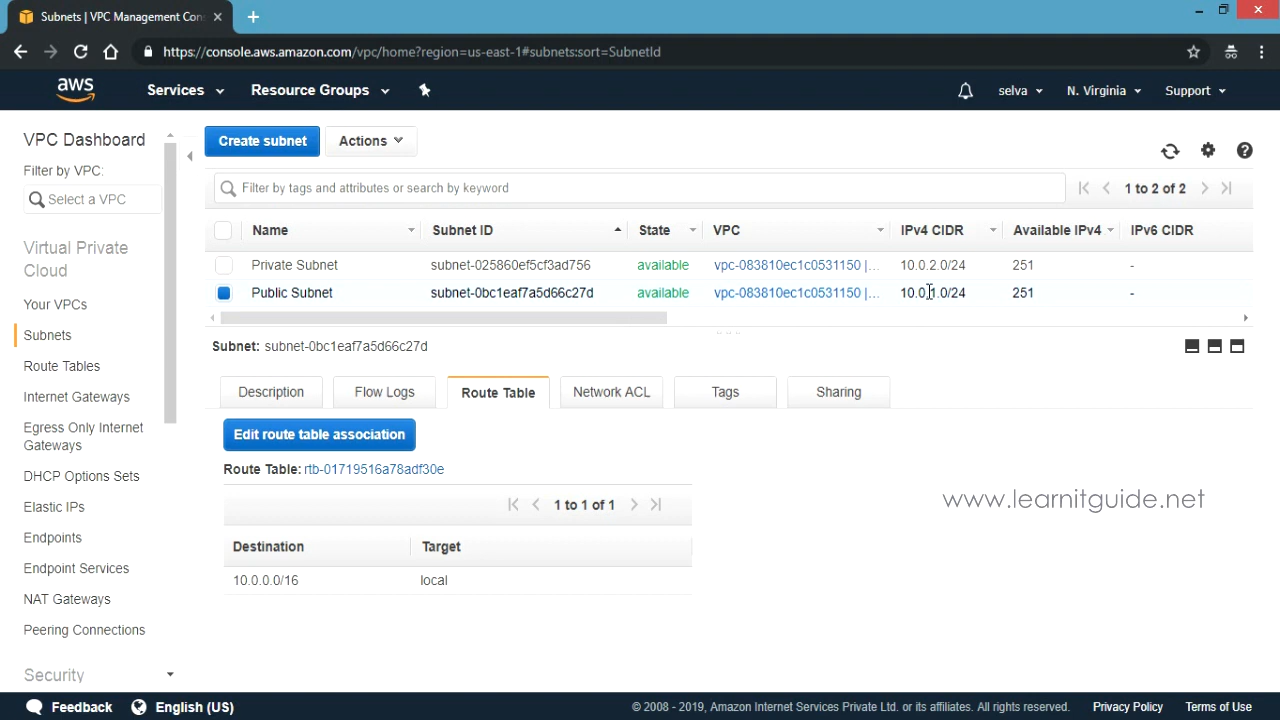 Subnets | VPC Management Con
https://console.aws.amazon.com/vpc/home?region=us-east-1#subnets:sort=SubnetId
aws Services Resource Groups selva N. Virginia Support
VPC Dashboard
Filter by VPC:
Select a VPC
Virtual Private
Cloud
Your VPCs
Subnets
Route Tables
Internet Gateways
Egress Only Internet
Gateways
DHCP Options Sets
Elastic IPs
Endpoints
Endpoint Services
NAT Gateways
Peering Connections
Security
Create subnet Actions
Filter by tags and attributes or search by keyword 1 to 2 of 2
Name Subnet ID State VPC IPv4 CIDR Available IPv4 IPv6 CIDR
Private Subnet subnet-025860ef5cf3ad756 available vpc-083810ec1c0531150 |... 10.0.2.0/24 251 -
Public Subnet subnet-0bc1eaf7a5d66c27d available vpc-083810ec1c0531150 |... 10.0.1.0/24 251 -
Subnet: subnet-0bc1eaf7a5d66c27d
Description Flow Logs Route Table Network ACL Tags Sharing
Edit route table association
Route Table: rtb-01719516a78adf30e
www.learnitguide.net
1 to 1 of 1
Destination Target
10.0.0.0/16 local
Feedback English (US) © 2008 - 2019, Amazon Internet Services Private Ltd. or its affiliates. All rights reserved. Privacy Policy Terms of Use